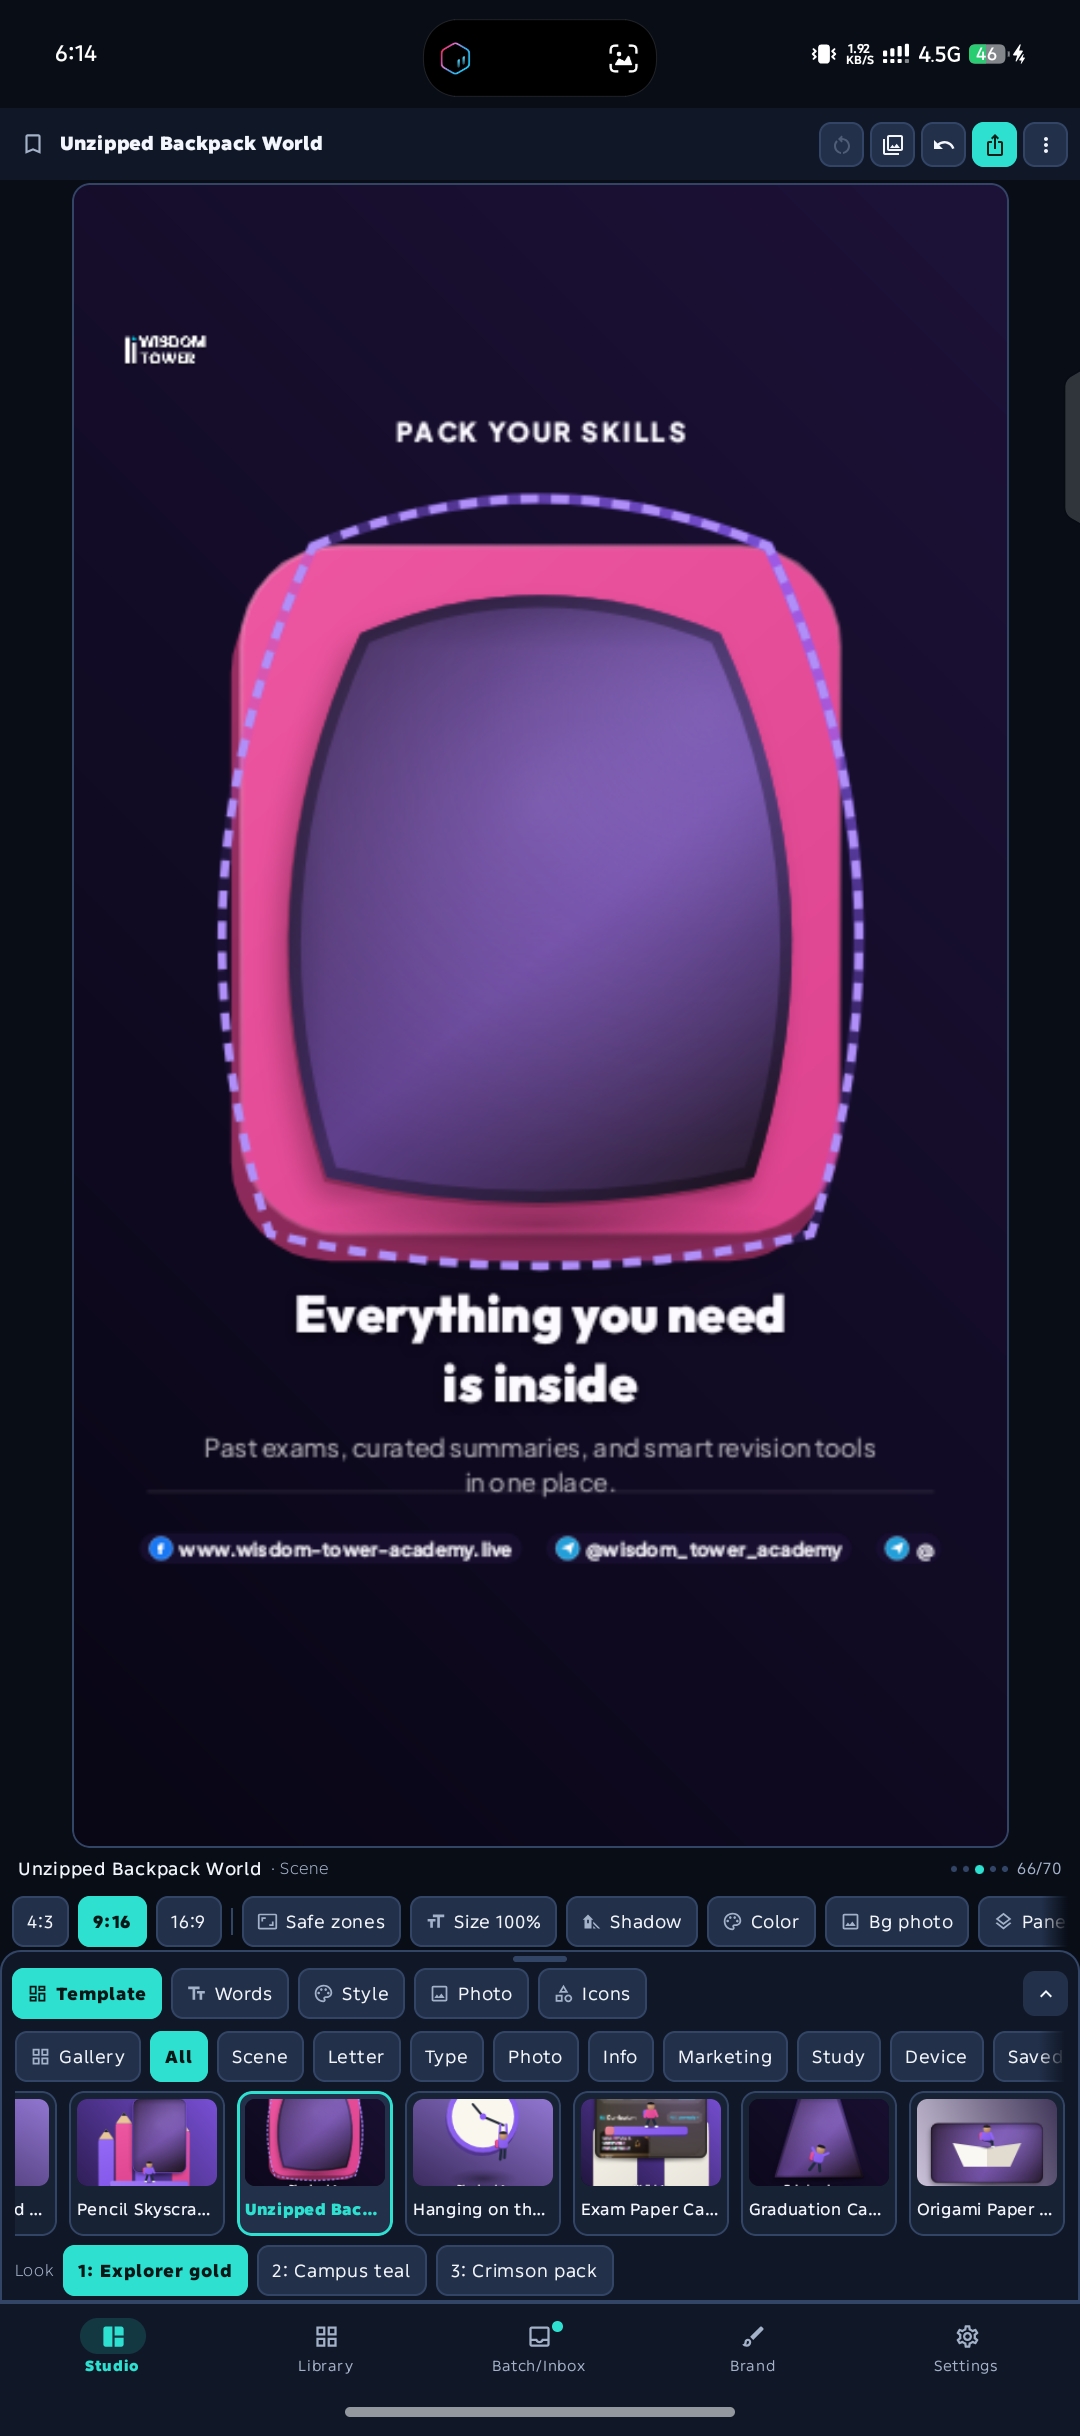 6:14
1.92
KB/S
4.5G
46
Unzipped Backpack World
WISDOM
TOWER
PACK YOUR SKILLS
Everything you need
is inside
Past exams, curated summaries, and smart revision tools
in one place.
www.wisdom-tower-academy.live @wisdom_tower_academy @
Unzipped Backpack World · Scene 66/70
4:3 9:16 16:9 Safe zones Size 100% Shadow Color Bg photo Pane
Template Words Style Photo Icons
Gallery All Scene Letter Type Photo Info Marketing Study Device Saved
d ... Pencil Skyscra... Unzipped Bac... Hanging on th... Exam Paper Ca... Graduation Ca... Origami Paper ...
Look 1: Explorer gold 2: Campus teal 3: Crimson pack
Studio Library Batch/Inbox Brand Settings